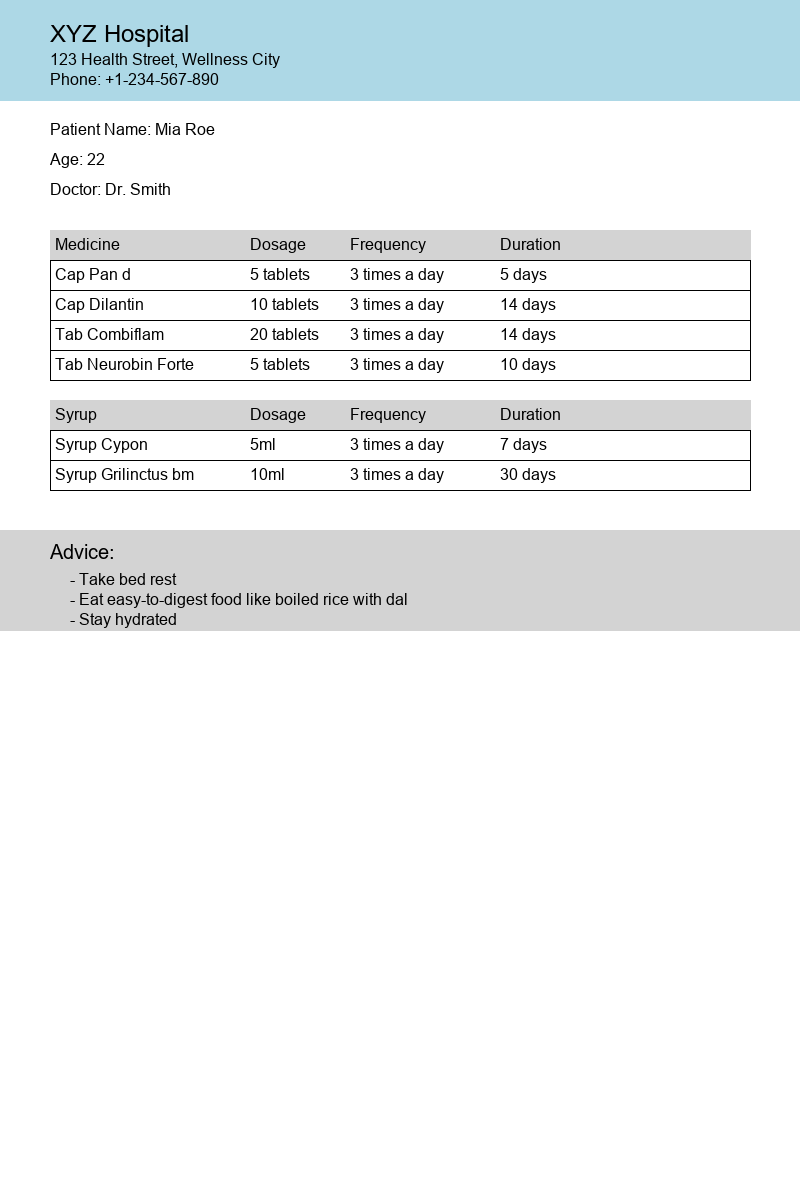 XYZ Hospital
123 Health Street, Wellness City
Phone: +1-234-567-890
Patient Name: Mia Roe
Age: 22
Doctor: Dr. Smith
Medicine Dosage Frequency Duration
Cap Pan d 5 tablets 3 times a day 5 days
Cap Dilantin 10 tablets 3 times a day 14 days
Tab Combiflam 20 tablets 3 times a day 14 days
Tab Neurobin Forte 5 tablets 3 times a day 10 days
Syrup Dosage Frequency Duration
Syrup Cypon 5ml 3 times a day 7 days
Syrup Grilinctus bm 10ml 3 times a day 30 days
Advice:
- Take bed rest
- Eat easy-to-digest food like boiled rice with dal
- Stay hydrated